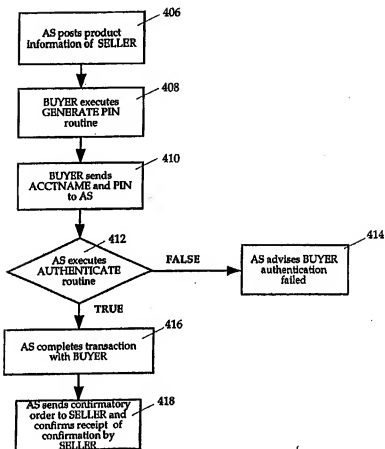 406
AS posts product
information of SELLER
408
BUYER executes
GENERATE PIN
routine
410
BUYER sends
ACCTNAME and PIN
to AS
412
AS executes
AUTHENTICATE
routine
FALSE
414
AS advises BUYER
authentication
failed
TRUE
416
AS completes transaction
with BUYER
418
AS sends confirmatory
order to SELLER and
confirms receipt of
confirmation by
SELLER